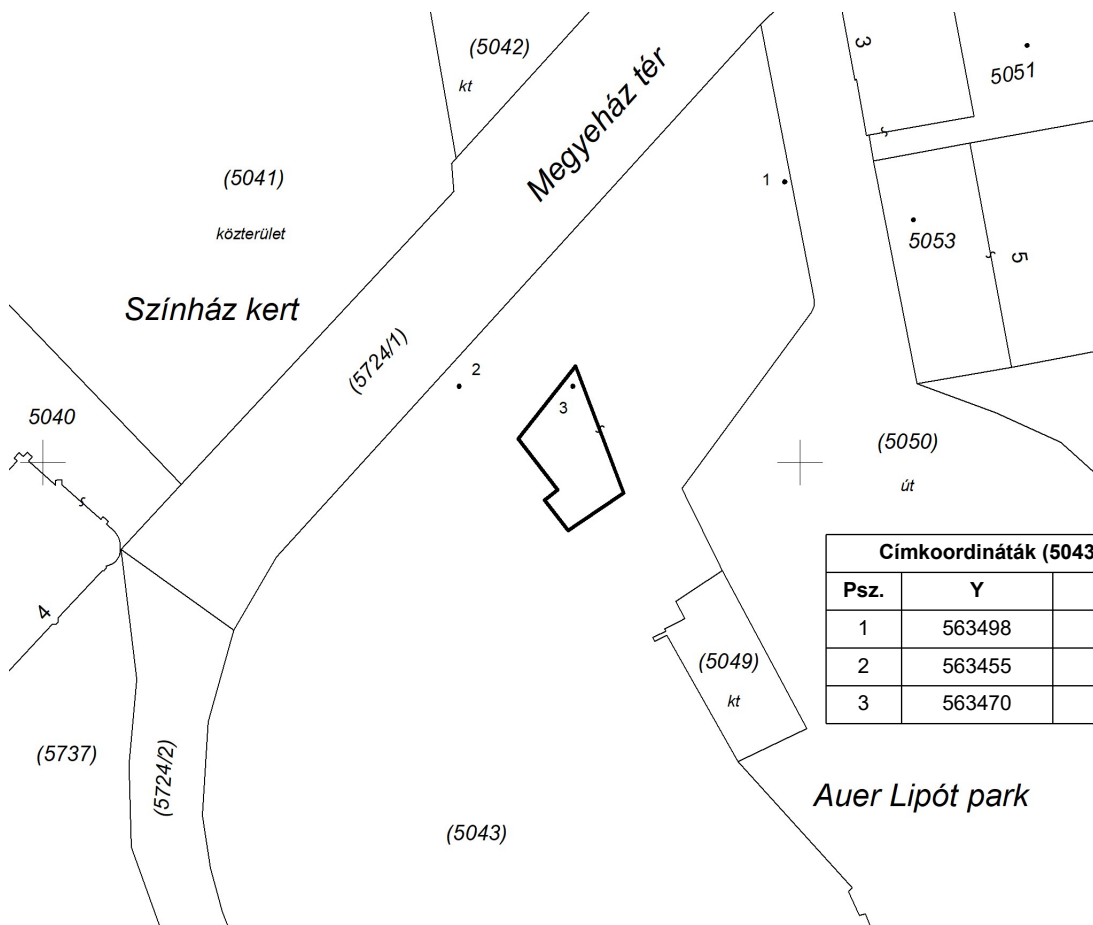 (5042)
kt
Megyeház tér
3
5051
(5041)
közterület
1
5053
5
Színház kert
(5724/1)
2
3
5040
(5050)
út
4
Címkoordináták (5043
Psz. Y
1 563498
2 563455
3 563470
(5049)
kt
(5737)
(5724/2)
Auer Lipót park
(5043)